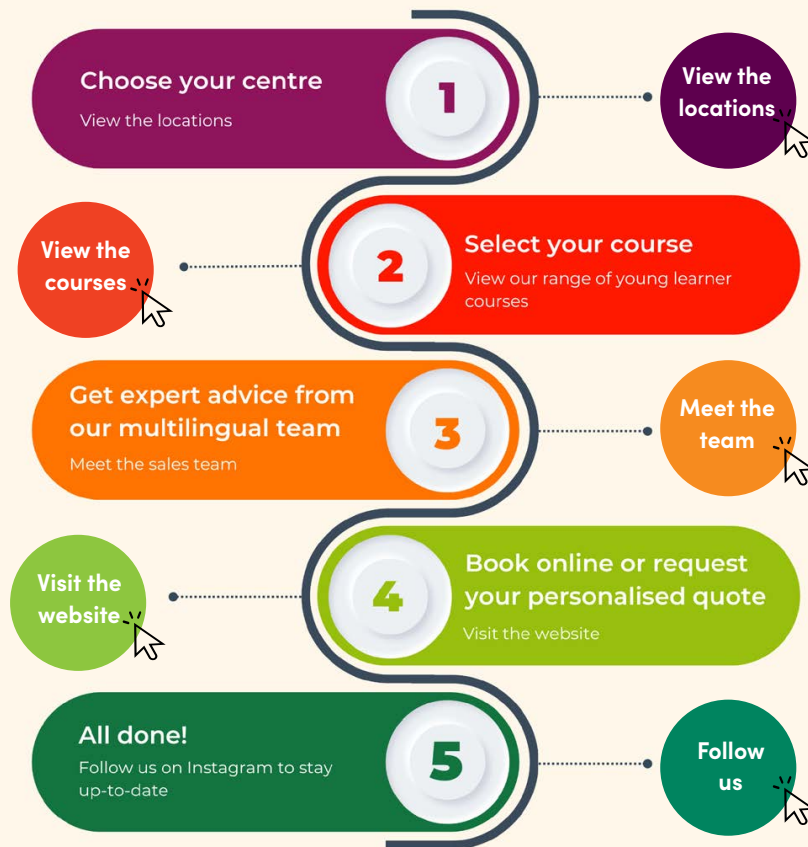 Choose your centre
View the locations
1
View the
locations
View the
courses
2
Select your course
View our range of young learner
courses
Get expert advice from
our multilingual team
Meet the sales team
3
Meet the
team
Visit the
website
4
Book online or request
your personalised quote
Visit the website
All done!
Follow us on Instagram to stay
up-to-date
5
Follow
us